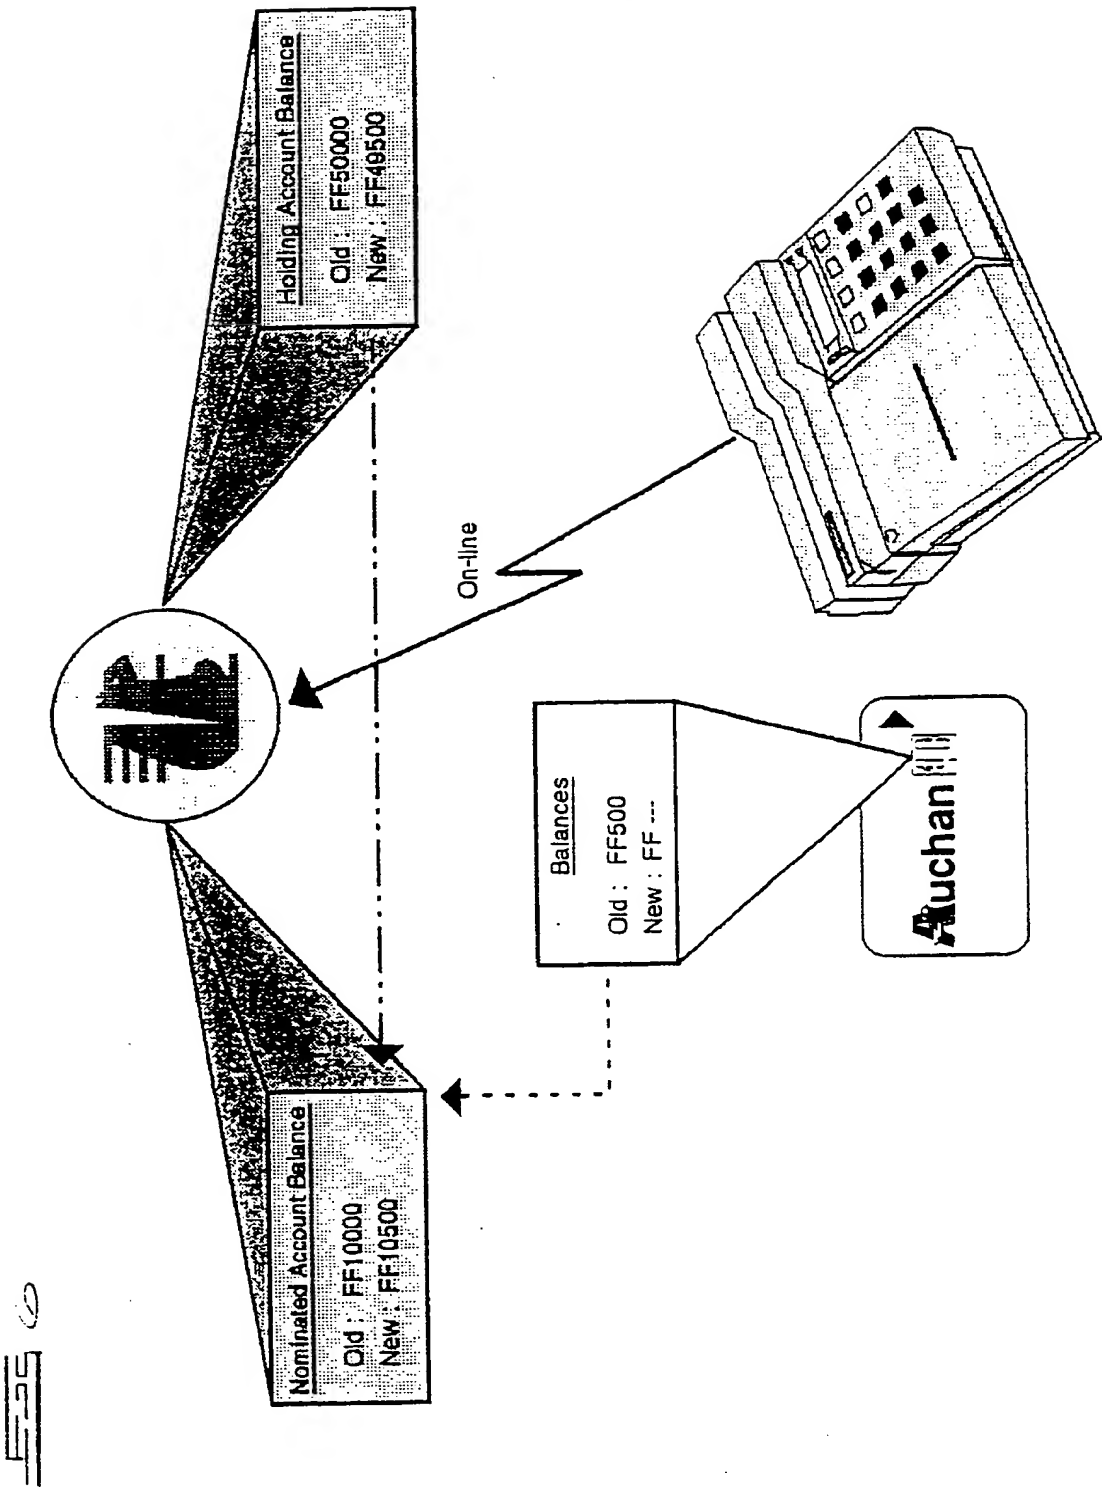 Nominated Account Balance
Old : FF10000
New : FF10500
Holding Account Balance
Old : FF50000
New : FF49500
On-line
Balances
Old : FF500
New : FF ---
Auchan